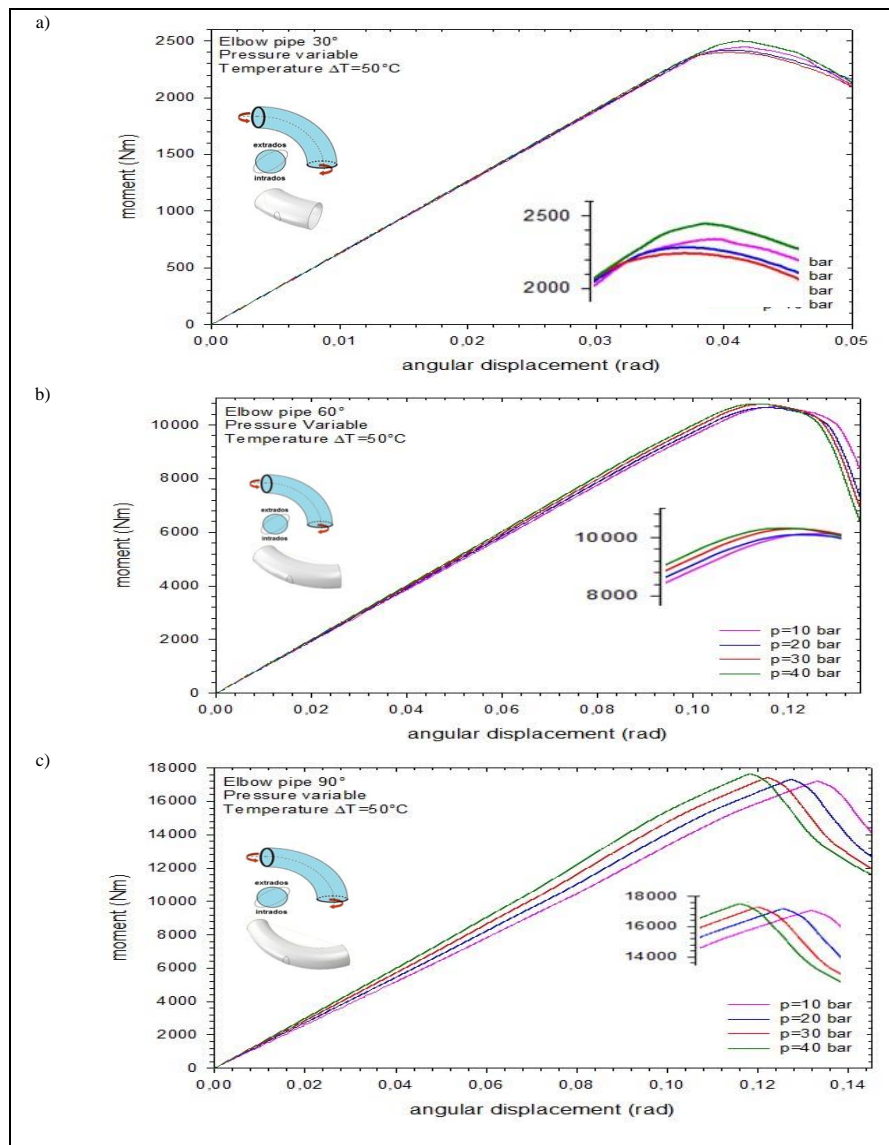 a)
Elbow pipe 30°
Pressure variable
Temperature ΔT=50°C
2500
2000
1500
1000
500
0
moment (Nm)
extrados
intrados
2500
2000
bar
bar
bar
bar
0,00 0,01 0,02 0,03 0,04 0,05
angular displacement (rad)
b)
Elbow pipe 60°
Pressure Variable
Temperature ΔT=50°C
10000
8000
6000
4000
2000
0
moment (Nm)
extrados
intrados
10000
8000
p=10 bar
p=20 bar
p=30 bar
p=40 bar
0,00 0,02 0,04 0,06 0,08 0,10 0,12
angular displacement (rad)
c)
Elbow pipe 90°
Pressure variable
Temperature ΔT=50°C
18000
16000
14000
12000
10000
8000
6000
4000
2000
0
moment (Nm)
extrados
intrados
18000
16000
14000
p=10 bar
p=20 bar
p=30 bar
p=40 bar
0,00 0,02 0,04 0,06 0,08 0,10 0,12 0,14
angular displacement (rad)